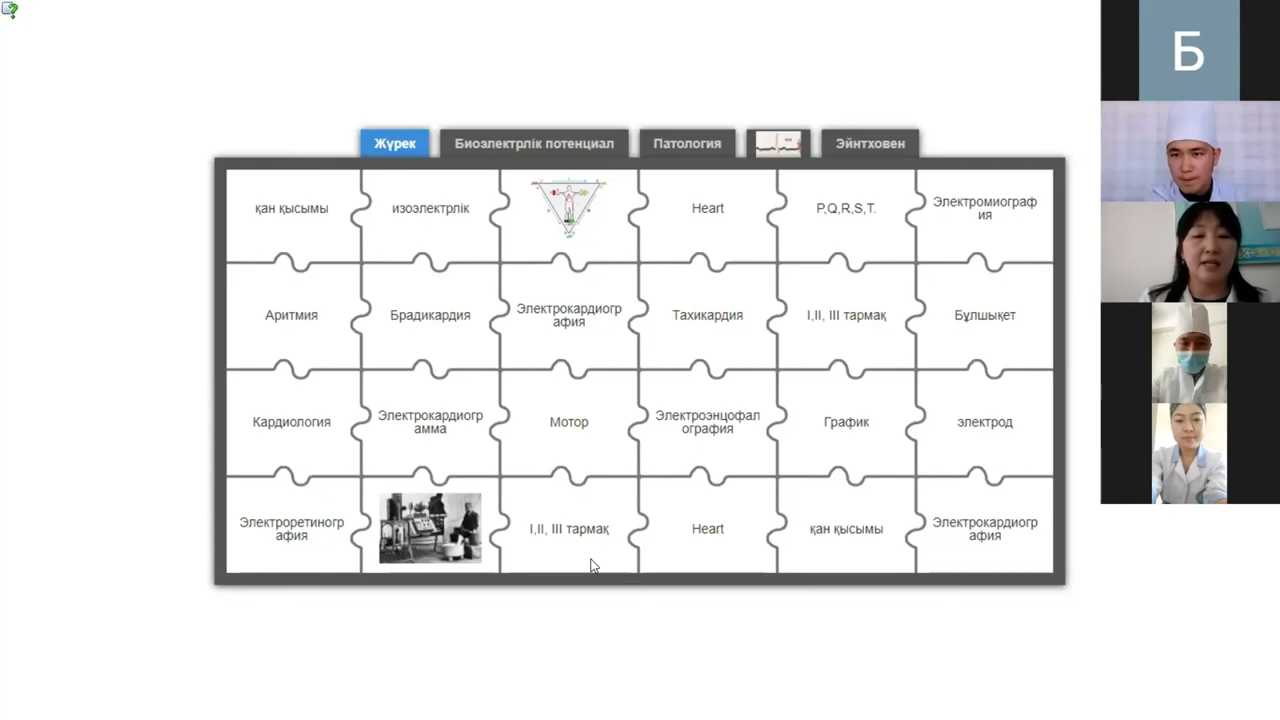 Б
Жүрек
Биоэлектрлік потенциал
Патология
Эйнтховен
қан қысымы
изоэлектрлік
Heart
P,Q,R,S,T.
Электромиограф
ия
Аритмия
Брадикардия
Электрокардиогр
афия
Тахикардия
I,II, III тармақ
Бұлшықет
Кардиология
Электрокардиогр
амма
Мотор
Электроэнцофал
ография
График
электрод
Электроретиногр
афия
I,II, III тармақ
Heart
қан қысымы
Электрокардиогр
афия